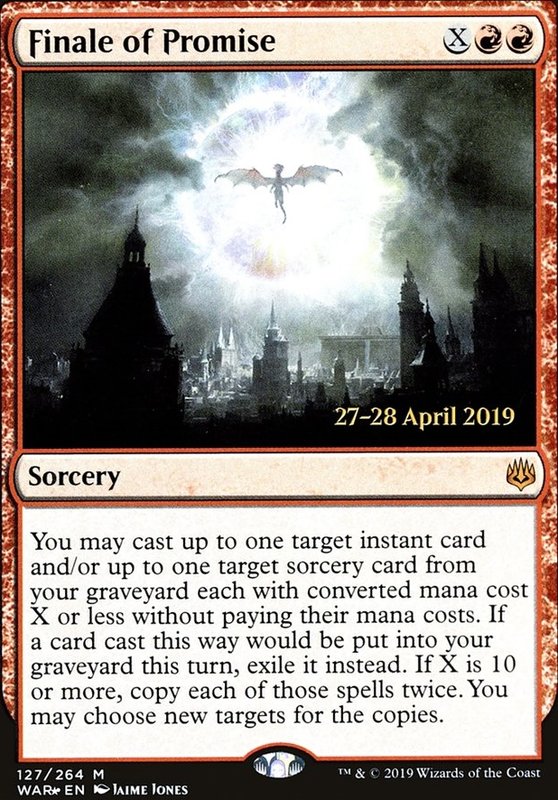 Finale of Promise X
27–28 April 2019
Sorcery
You may cast up to one target instant card
and/or up to one target sorcery card from
your graveyard each with converted mana cost
X or less without paying their mana costs. If
a card cast this way would be put into your
graveyard this turn, exile it instead. If X is 10
or more, copy each of those spells twice. You
may choose new targets for the copies.
127/264 M
WAR★EN JAIME JONES
™ & © 2019 Wizards of the Coast